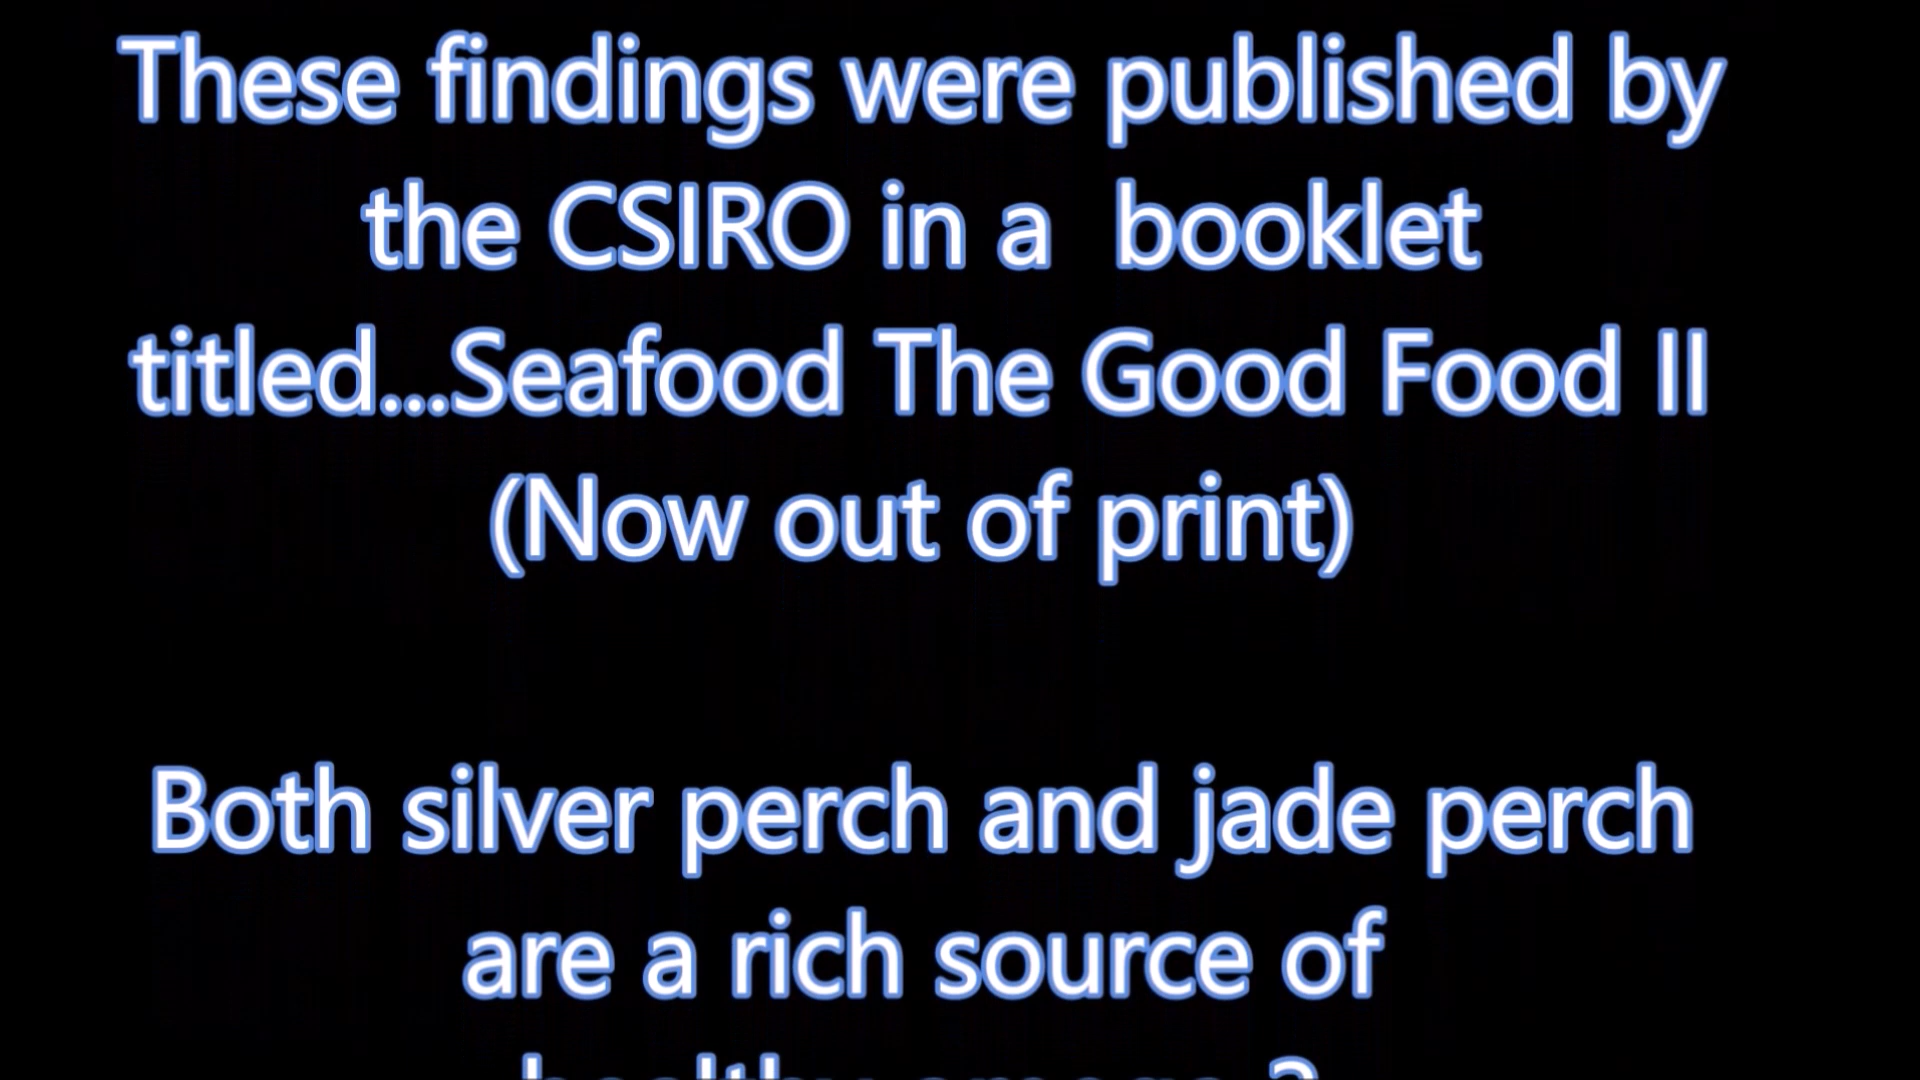 These findings were published by
the CSIRO in a  booklet
titled...Seafood The Good Food II
(Now out of print)
Both silver perch and jade perch
are a rich source of